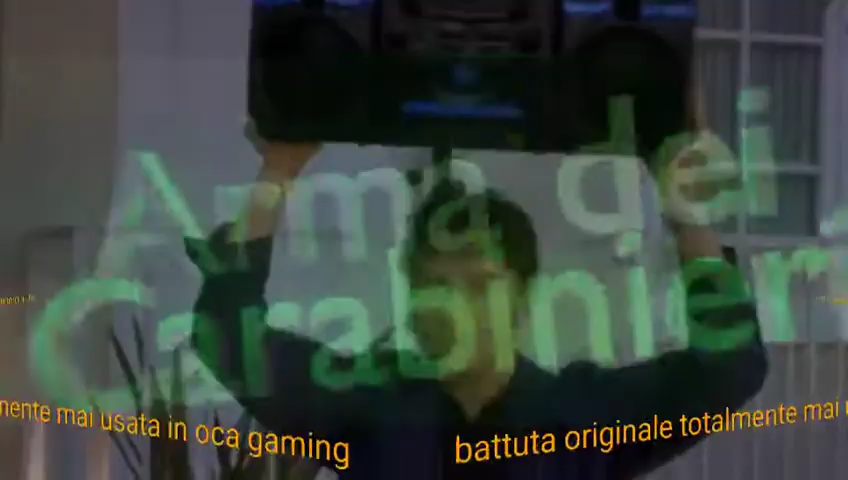 Arma dei
Carabinieri
mente mai usata in oca gaming
battuta originale totalmente mai